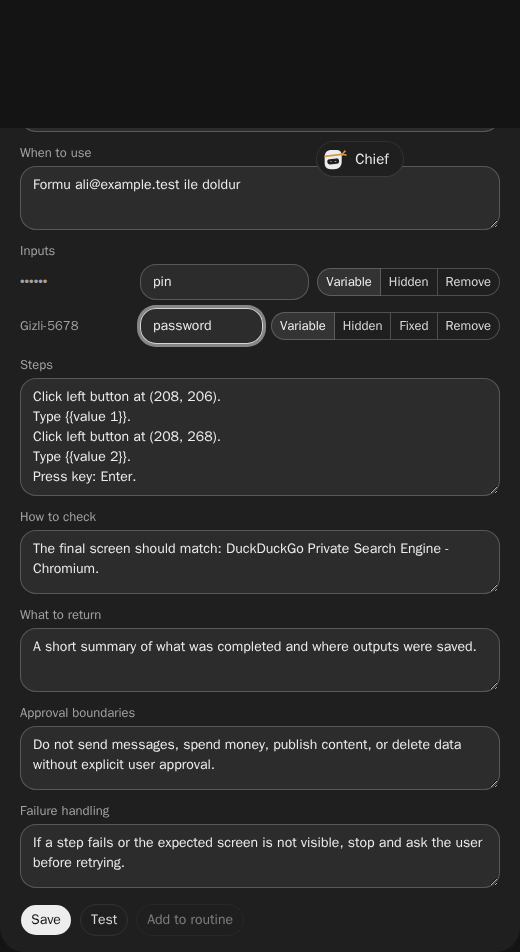 When to use
Chief
Formu ali@example.test ile doldur
Inputs
•••••• pin Variable Hidden Remove
Gizli-5678 password Variable Hidden Fixed Remove
Steps
Click left button at (208, 206).
Type {{value 1}}.
Click left button at (208, 268).
Type {{value 2}}.
Press key: Enter.
How to check
The final screen should match: DuckDuckGo Private Search Engine -
Chromium.
What to return
A short summary of what was completed and where outputs were saved.
Approval boundaries
Do not send messages, spend money, publish content, or delete data
without explicit user approval.
Failure handling
If a step fails or the expected screen is not visible, stop and ask the user
before retrying.
Save Test Add to routine